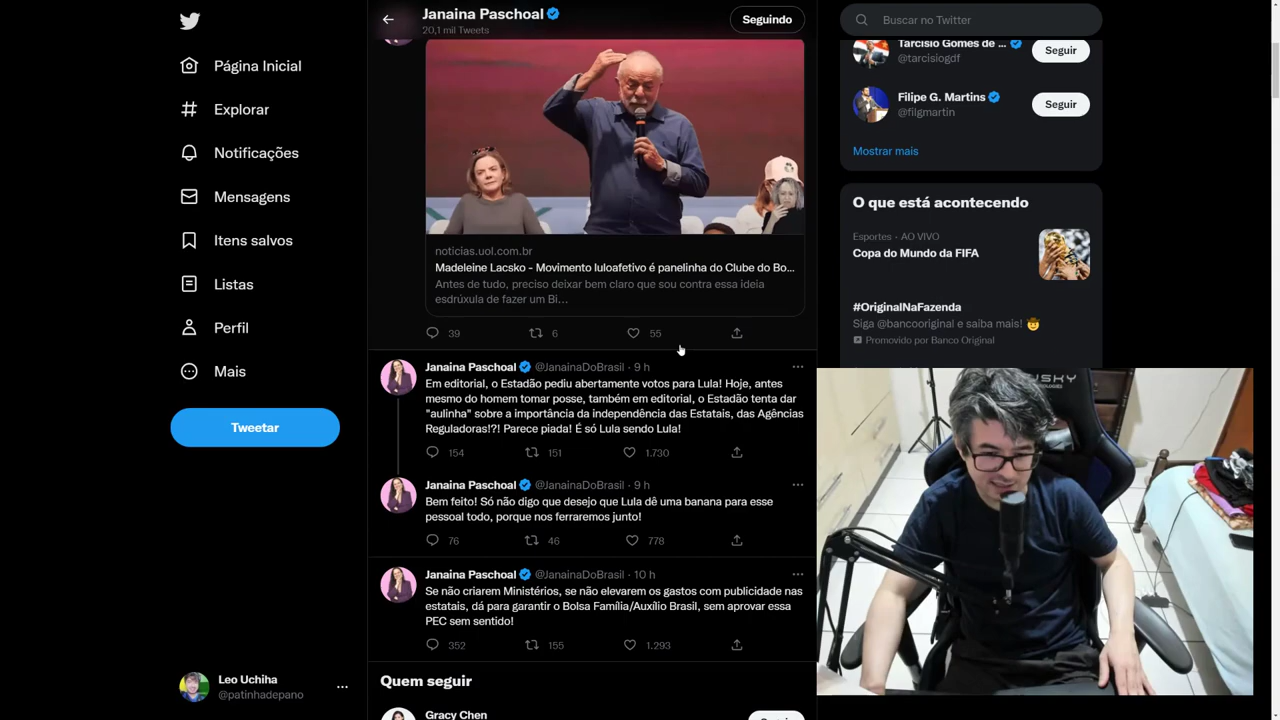 Janaina Paschoal
20,1 mil Tweets
Seguindo
Página Inicial
Explorar
Notificações
Mensagens
Itens salvos
Listas
Perfil
Mais
Tweetar
Leo Uchiha
@patinhadepano
noticias.uol.com.br
Madeleine Lacsko - Movimento luloafetivo é panelinha do Clube do Bo...
Antes de tudo, preciso deixar bem claro que sou contra essa ideia
esdrúxula de fazer um Bi...
39 6 55
Janaina Paschoal @JanainaDoBrasil · 9 h
Em editorial, o Estadão pediu abertamente votos para Lula! Hoje, antes
mesmo do homem tomar posse, também em editorial, o Estadão tenta dar
"aulinha" sobre a importância da independência das Estatais, das Agências
Reguladoras!?! Parece piada! É só Lula sendo Lula!
154 151 1.730
Janaina Paschoal @JanainaDoBrasil · 9 h
Bem feito! Só não digo que desejo que Lula dê uma banana para esse
pessoal todo, porque nos ferraremos junto!
76 46 778
Janaina Paschoal @JanainaDoBrasil · 10 h
Se não criarem Ministérios, se não elevarem os gastos com publicidade nas
estatais, dá para garantir o Bolsa Família/Auxílio Brasil, sem aprovar essa
PEC sem sentido!
352 155 1.293
Quem seguir
Gracy Chen
Buscar no Twitter
Tarcísio Gomes de ...
@tarcisiogdf
Seguir
Filipe G. Martins
@filgmartin
Seguir
Mostrar mais
O que está acontecendo
Esportes · AO VIVO
Copa do Mundo da FIFA
#OriginalNaFazenda
Siga @bancooriginal e saíba mais! 🤠
Promovido por Banco Original